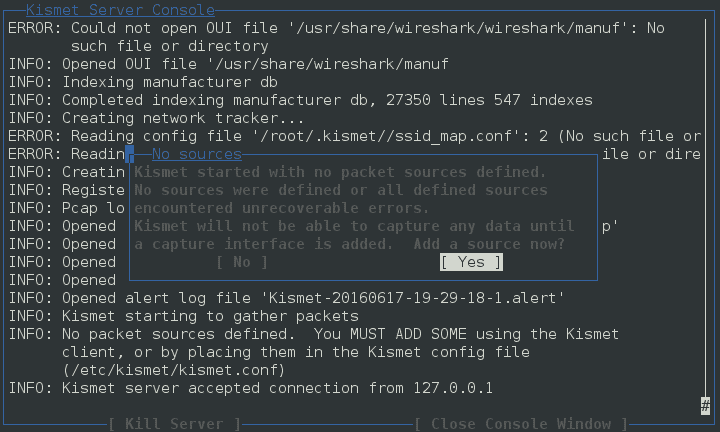 Kismet Server Console
ERROR: Could not open OUI file '/usr/share/wireshark/wireshark/manuf': No
such file or directory
INFO: Opened OUI file '/usr/share/wireshark/manuf
INFO: Indexing manufacturer db
INFO: Completed indexing manufacturer db, 27350 lines 547 indexes
INFO: Creating network tracker...
ERROR: Reading config file '/root/.kismet//ssid_map.conf': 2 (No such file or
ERROR: Readin No sources ile or dire
INFO: Creatin Kismet started with no packet sources defined.
INFO: Registe No sources were defined or all defined sources
INFO: Pcap lo encountered unrecoverable errors.
INFO: Opened Kismet will not be able to capture any data until p'
INFO: Opened a capture interface is added. Add a source now?
INFO: Opened [ No ] [ Yes ]
INFO: Opened
INFO: Opened alert log file 'Kismet-20160617-19-29-18-1.alert'
INFO: Kismet starting to gather packets
INFO: No packet sources defined. You MUST ADD SOME using the Kismet
client, or by placing them in the Kismet config file
(/etc/kismet/kismet.conf)
INFO: Kismet server accepted connection from 127.0.0.1
#
[ Kill Server ] [ Close Console Window ]